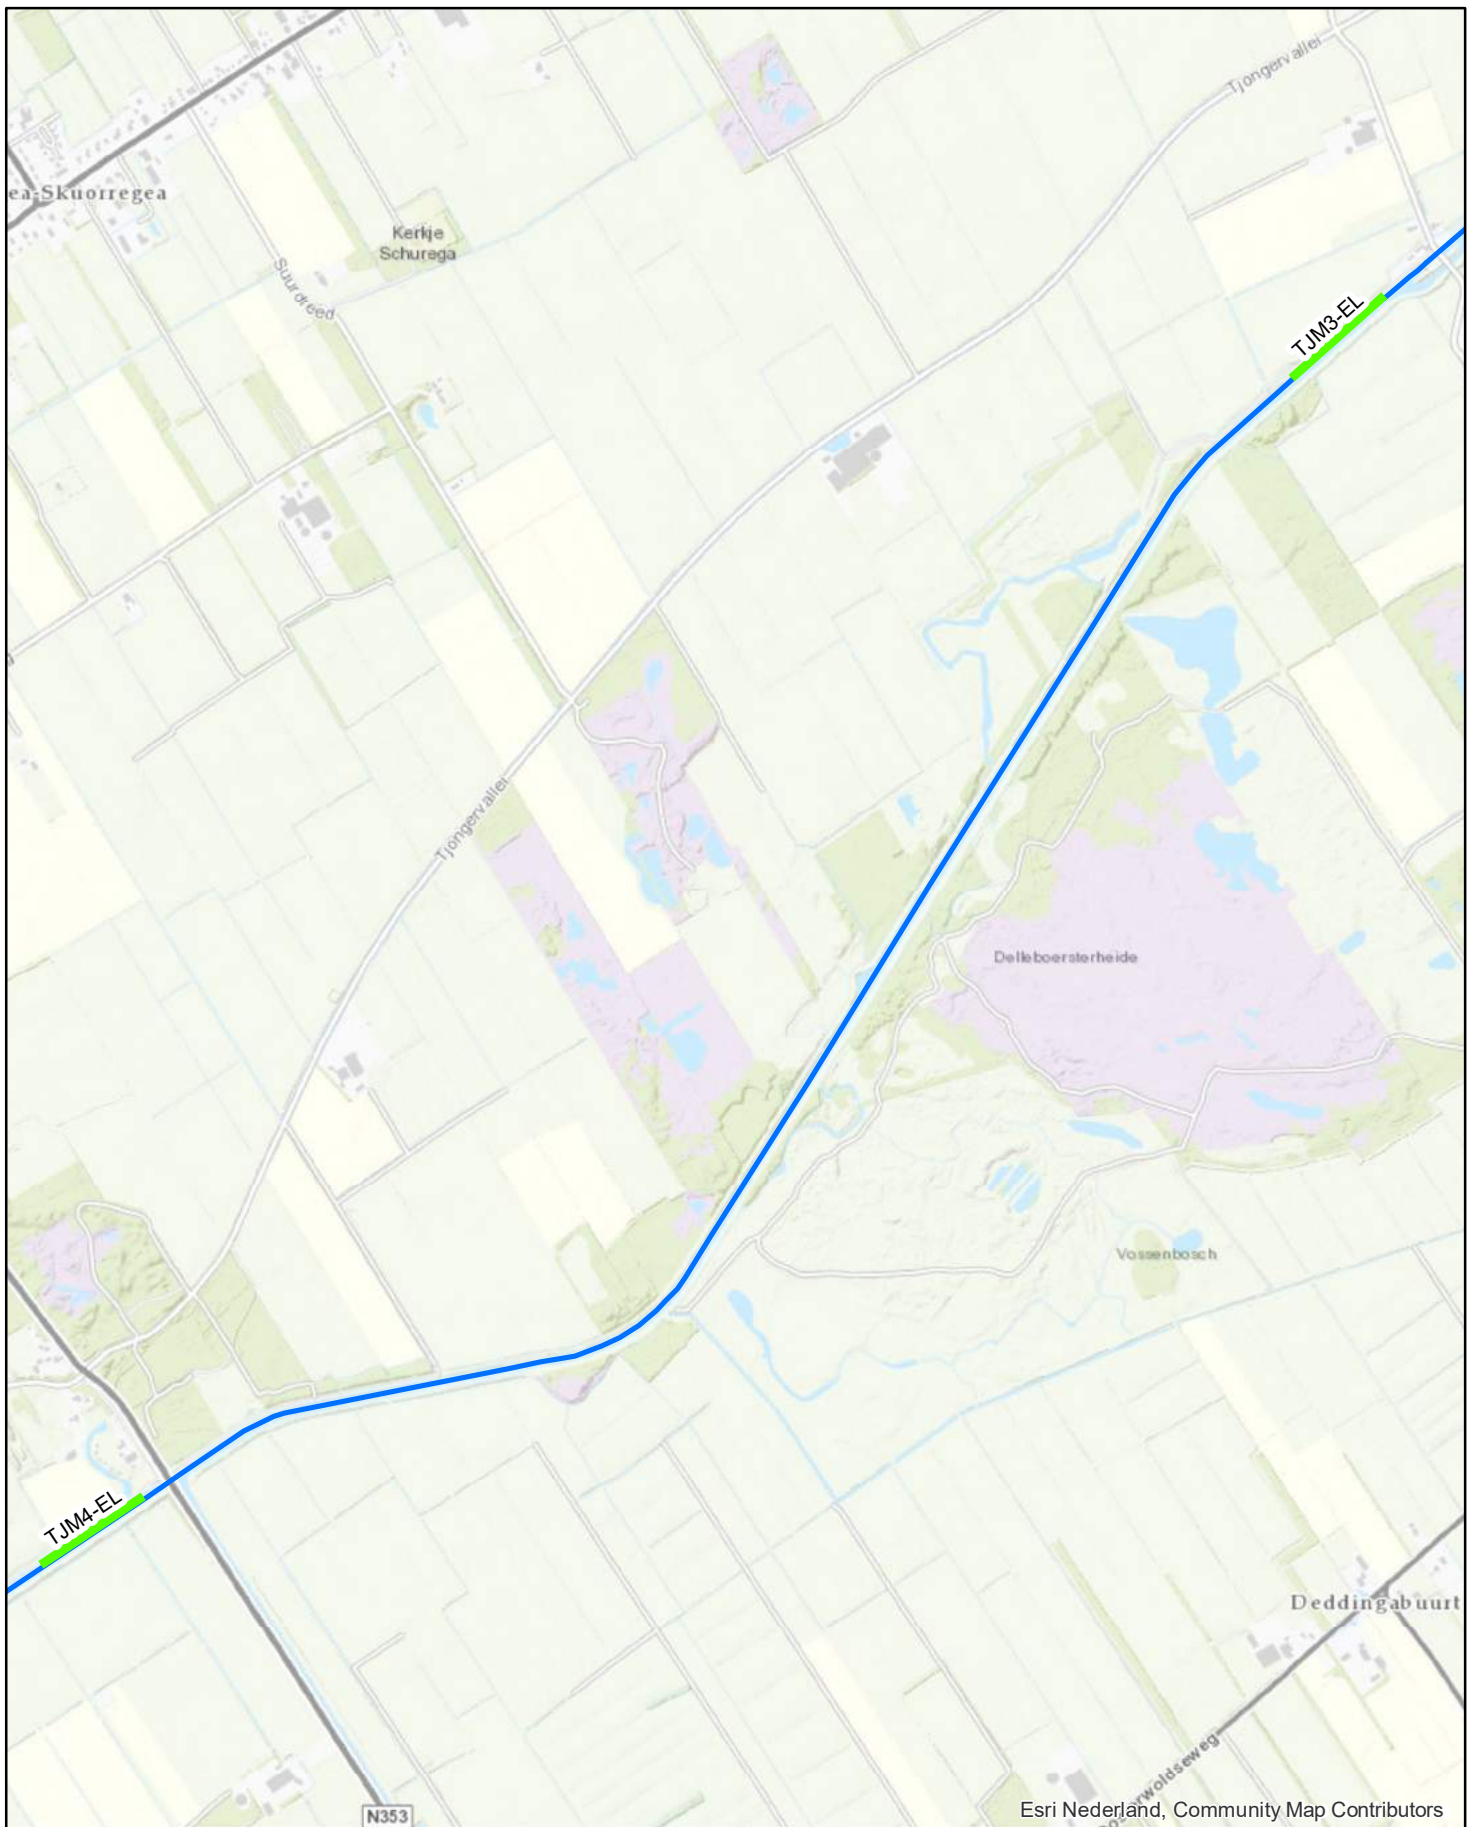 Tjongervallei
ea-Skuorregea
Kerkje
Schurega
Suurdreed
TJM3-EL
Tjongervallei
Delleboersterheide
Vossenbosch
TJM4-EL
Deddingabuurt
N353
Esri Nederland, Community Map Contributors